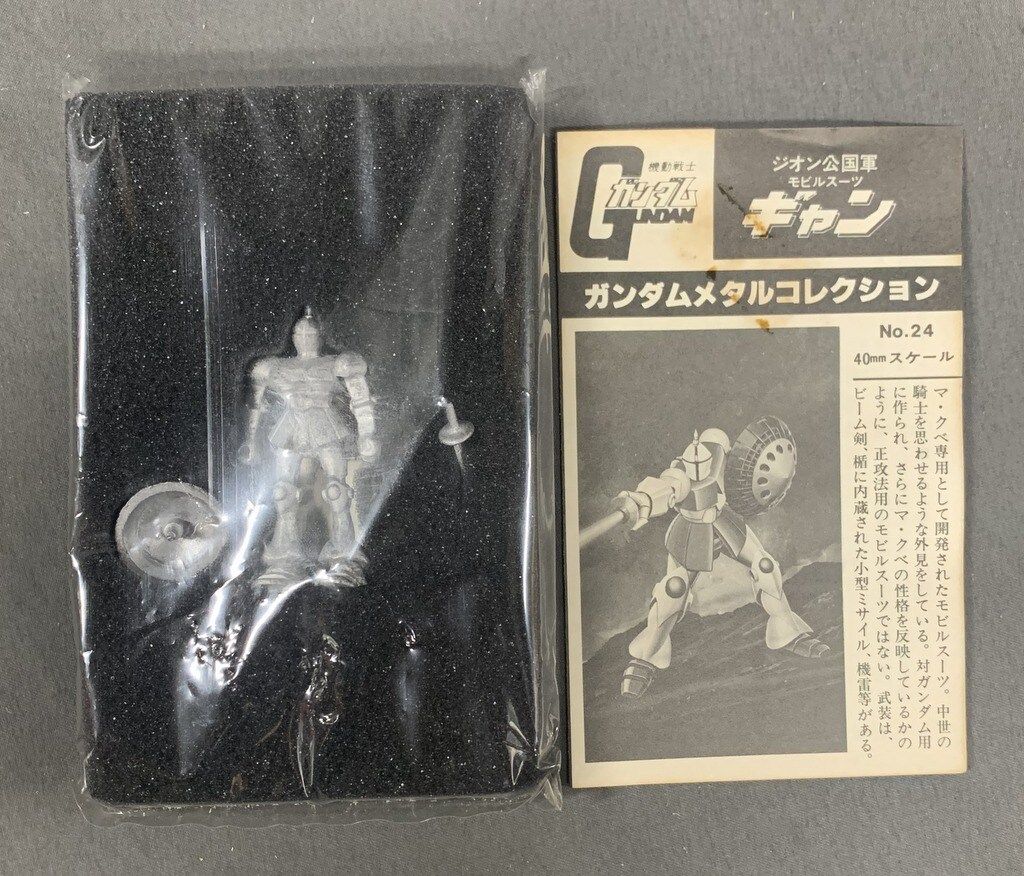 機動戦士
ガンダム
GUNDAM
ジオン公国軍
モビルスーツ
ギャン
ガンダムメタルコレクション
No.24
40mmスケール
マ・クベ専用として開発されたモビルスーツ。中世の
騎士を思わせるような外見をしている。対ガンダム用
に作られ、さらにマ・クベの性格を反映しているかの
ように、正攻法用のモビルスーツではない。武装は、
ビーム剣、楯に内蔵された小型ミサイル、機雷等がある。